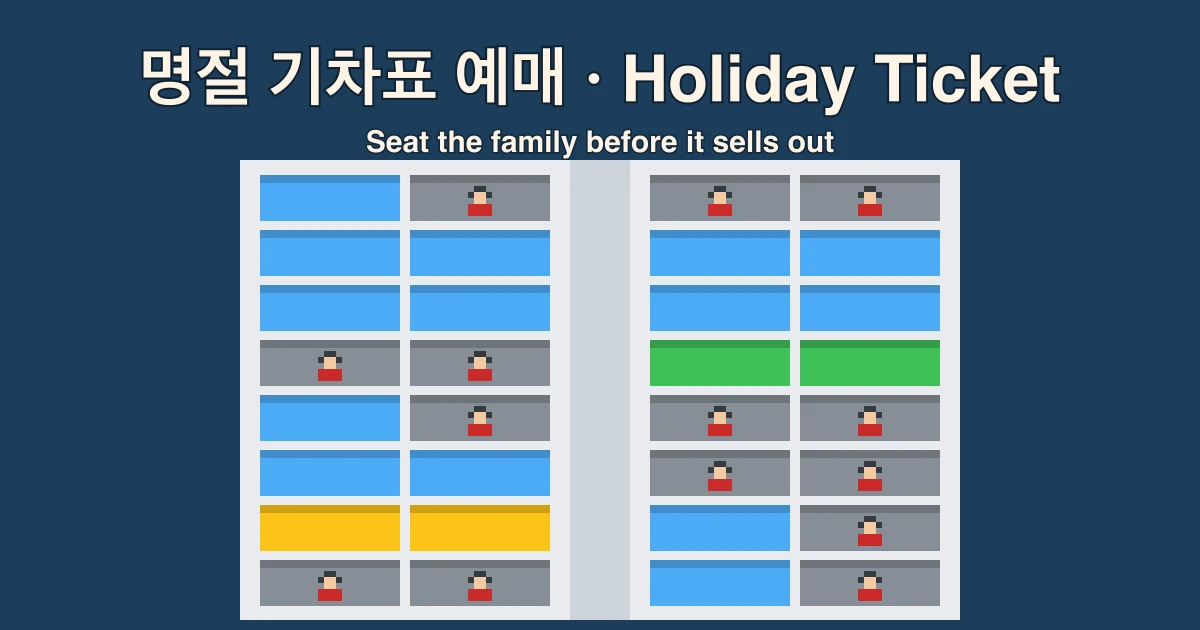 명절 기차표 예매 · Holiday Ticket
Seat the family before it sells out